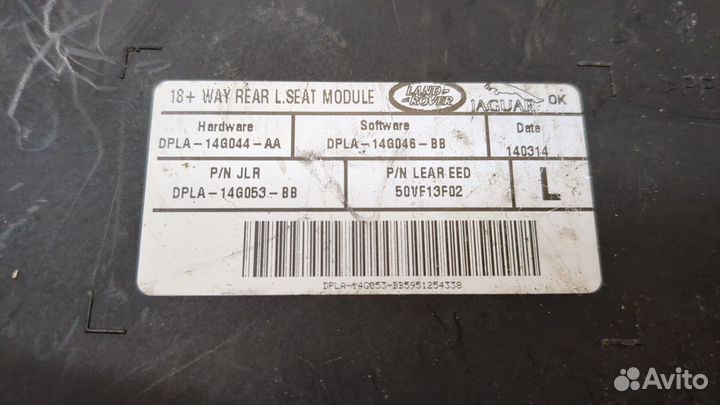 18+ WAY REAR L.SEAT MODULE LAND-ROVER JAGUAR OK
Hardware Software Date
DPLA-14G044-AA DPLA-14G046-BB 140314
P/N JLR P/N LEAR EED L
DPLA-14G053-BB 50VF13F02
DPLA-14G053-BB5951254338
Avito